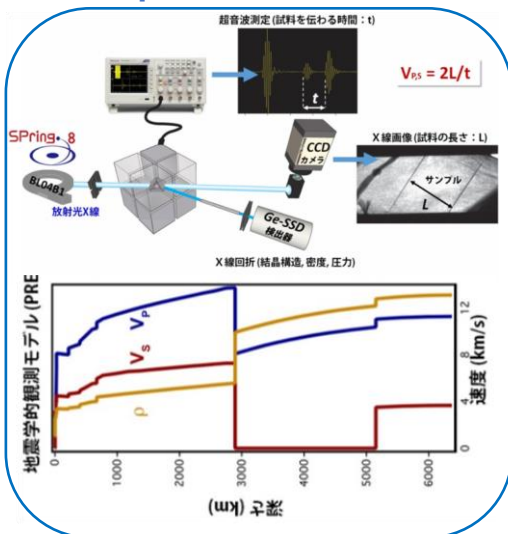 超音波測定 (試料を伝わる時間：t)
t
V_{P,S} = 2L/t
SPring-8
BL04B1
放射光X線
CCD
カメラ
X線画像 (試料の長さ：L)
サンプル
L
Ge-SSD
検出器
X線回折 (結晶構造, 密度, 圧力)
地震学的観測モデル (PRE
V_P
V_S
ρ
12
8
4
0
速度 (km/s)
0
1000
2000
3000
4000
5000
6000
深さ (km)